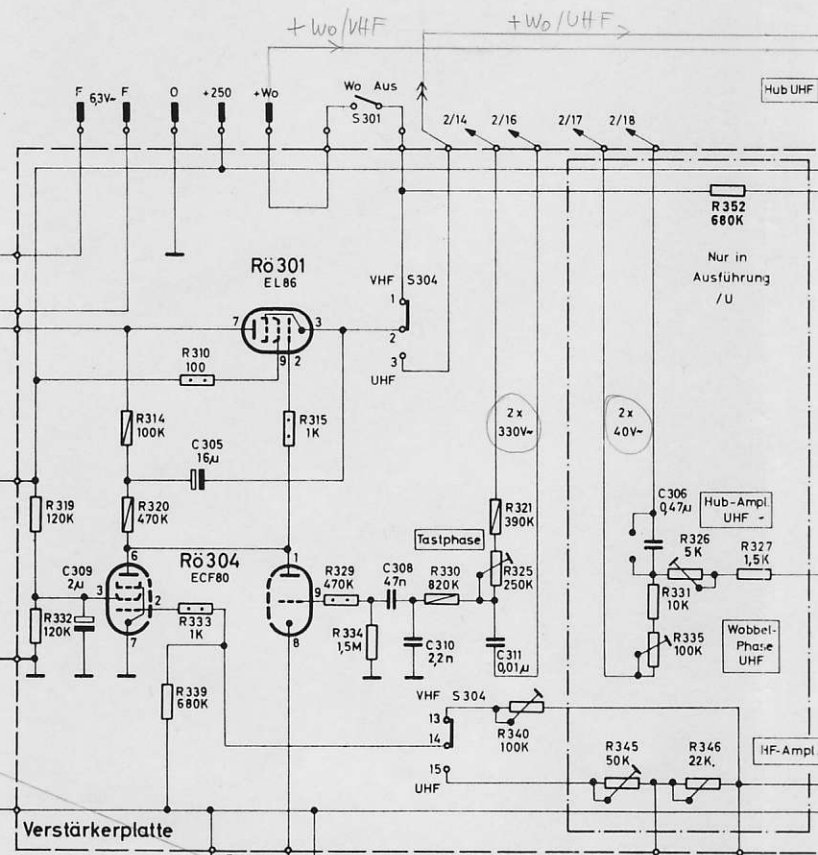 +Wo/VHF
+Wo/UHF
F 6,3V~ F O +250 +Wo
Wo Aus
S301
2/14 2/16 2/17 2/18
Hub UHF
R352
680K
Nur in
Ausführung
/U
Rö301
EL86
7 3
9 2
VHF S304
1
2
3
UHF
R310
100
R314
100K
R315
1K
C305
16µ
2x
330V~
2x
40V~
R319
120K
R320
470K
R321
390K
C306
0,47µ
Hub-Ampl.
UHF -
Tastphase
R325
250K
R326
5K
R327
1,5K
Rö304
ECF80
6
1
C309
2µ
3 2
7
R329
470K
C308
47n
R330
820K
9
8
R331
10K
R332
120K
R333
1K
R334
1,5M
C310
2,2n
C311
0,01µ
R335
100K
Wobbel-
Phase
UHF
R339
680K
VHF S304
13
14
15
UHF
R340
100K
R345
50K
R346
22K.
HF-Ampl
Verstärkerplatte